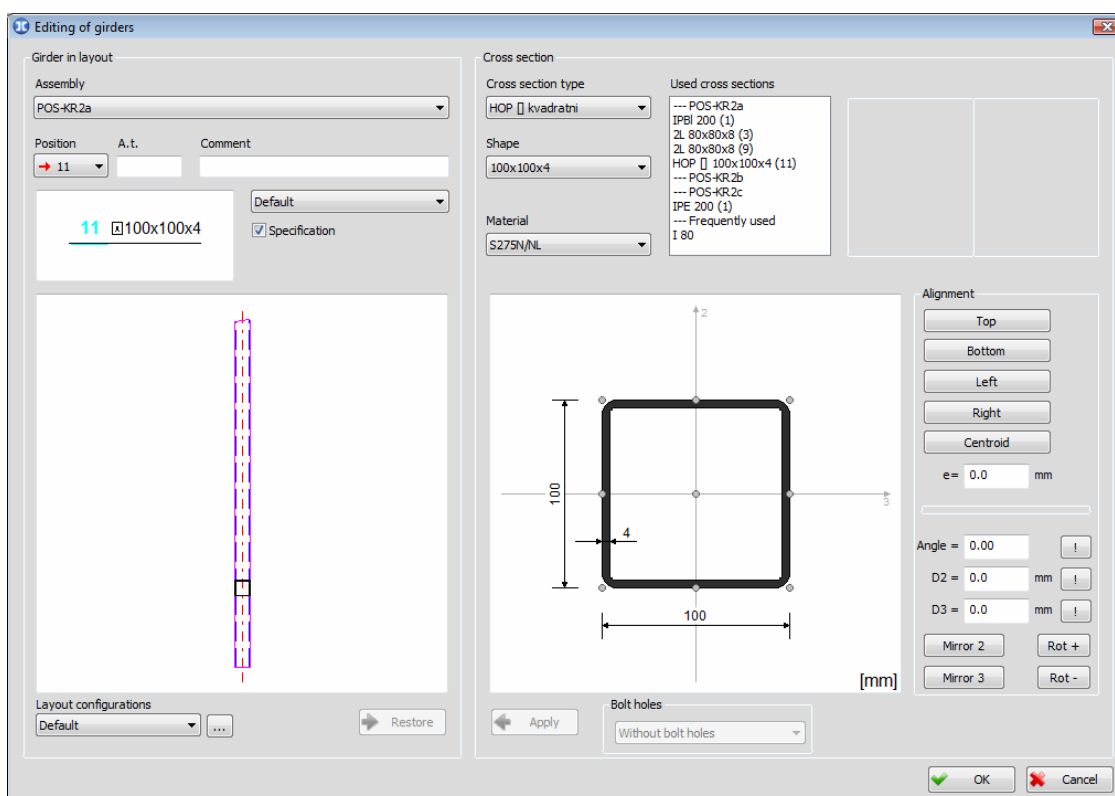 Editing of girders
Girder in layout
Assembly
POS-KR2a
Position A.t. Comment
11
Default
Specification
11 100x100x4
Layout configurations
Default
...
Restore
Cross section
Cross section type
HOP [] kvadratni
Shape
100x100x4
Material
S275N/NL
Used cross sections
--- POS-KR2a
IPBl 200 (1)
2L 80x80x8 (3)
2L 80x80x8 (9)
HOP [] 100x100x4 (11)
--- POS-KR2b
--- POS-KR2c
IPE 200 (1)
--- Frequently used
I 80
2
3
100
4
100
[mm]
Alignment
Top
Bottom
Left
Right
Centroid
e= 0.0 mm
Angle = 0.00 !
D2 = 0.0 mm !
D3 = 0.0 mm !
Mirror 2 Rot +
Mirror 3 Rot -
Apply
Bolt holes
Without bolt holes
OK Cancel